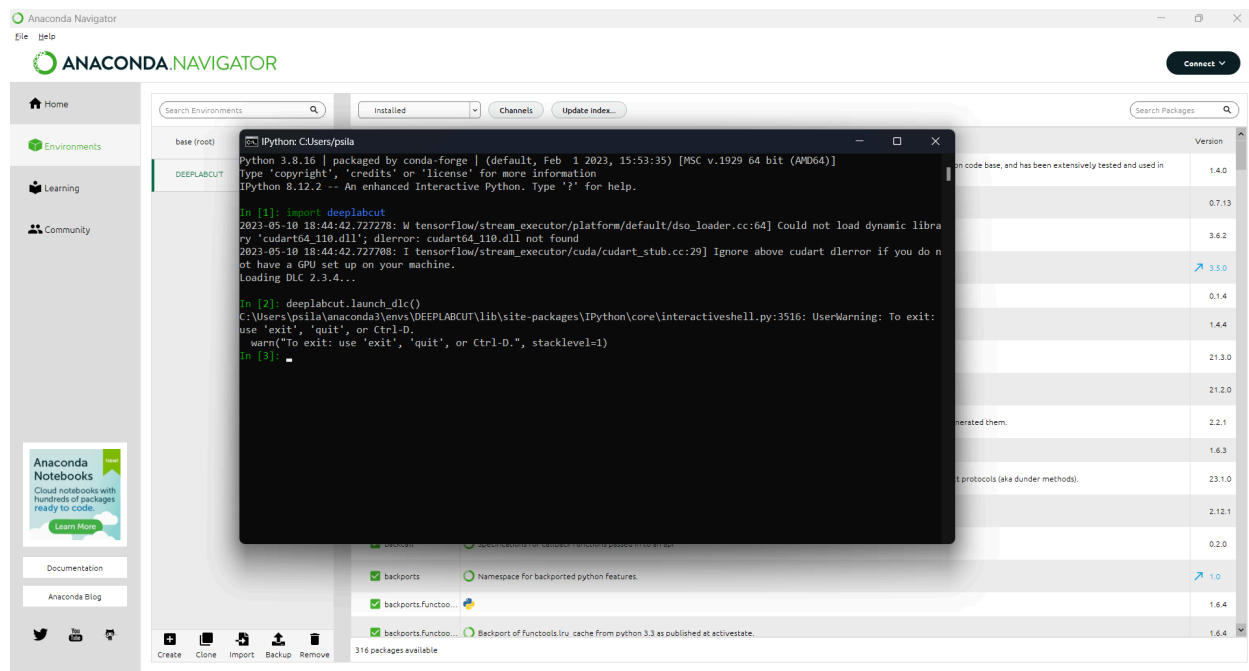 Anaconda Navigator
File Help
ANACONDA.NAVIGATOR
Connect
Home
Environments
Learning
Community
Search Environments
Installed
Channels
Update index...
Search Packages
base (root)
DEEPLABCUT
Version
IPython: C:Users/psila
Python 3.8.16 | packaged by conda-forge | (default, Feb  1 2023, 15:53:35) [MSC v.1929 64 bit (AMD64)]
Type 'copyright', 'credits' or 'license' for more information
IPython 8.12.2 -- An enhanced Interactive Python. Type '?' for help.
In [1]: import deeplabcut
2023-05-10 18:44:42.727278: W tensorflow/stream_executor/platform/default/dso_loader.cc:64] Could not load dynamic libra
ry 'cudart64_110.dll'; dlerror: cudart64_110.dll not found
2023-05-10 18:44:42.727708: I tensorflow/stream_executor/cuda/cudart_stub.cc:29] Ignore above cudart dlerror if you do n
ot have a GPU set up on your machine.
Loading DLC 2.3.4...
In [2]: deeplabcut.launch_dlc()
C:\Users\psila\anaconda3\envs\DEEPLABCUT\lib\site-packages\IPython\core\interactiveshell.py:3516: UserWarning: To exit:
use 'exit', 'quit', or Ctrl-D.
  warn("To exit: use 'exit', 'quit', or Ctrl-D.", stacklevel=1)
In [3]:
on code base, and has been extensively tested and used in
1.4.0
0.7.13
3.6.2
3.5.0
0.1.4
1.4.4
21.3.0
21.2.0
nerated them.
2.2.1
1.6.3
t protocols (aka dunder methods).
23.1.0
2.12.1
backcall Specifications for callback functions passed in to an api
0.2.0
backports Namespace for backported python features.
1.0
backports.functoo...
1.6.4
backports.functoo... Backport of functools.lru_cache from python 3.3 as published at activestate.
1.6.4
316 packages available
Anaconda
Notebooks
New!
Cloud notebooks with
hundreds of packages
ready to code.
Learn More
Documentation
Anaconda Blog
You
Tube
Create Clone Import Backup Remove